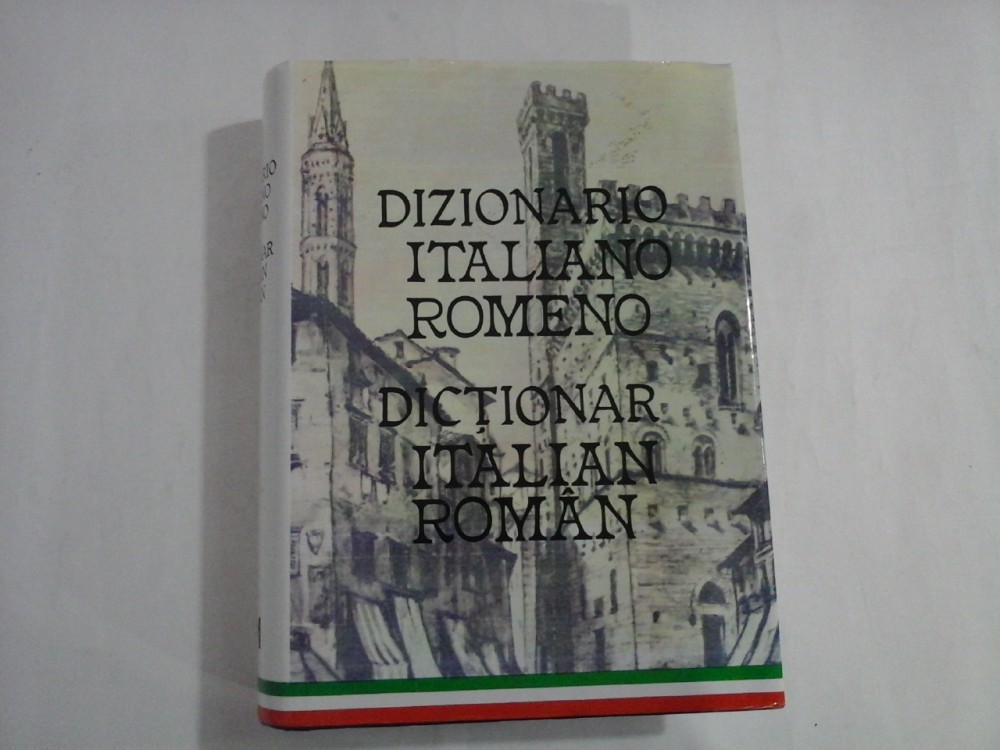 DIZIONARIO
ITALIANO
ROMENO
DICȚIONAR
ITALIAN
ROMÂN